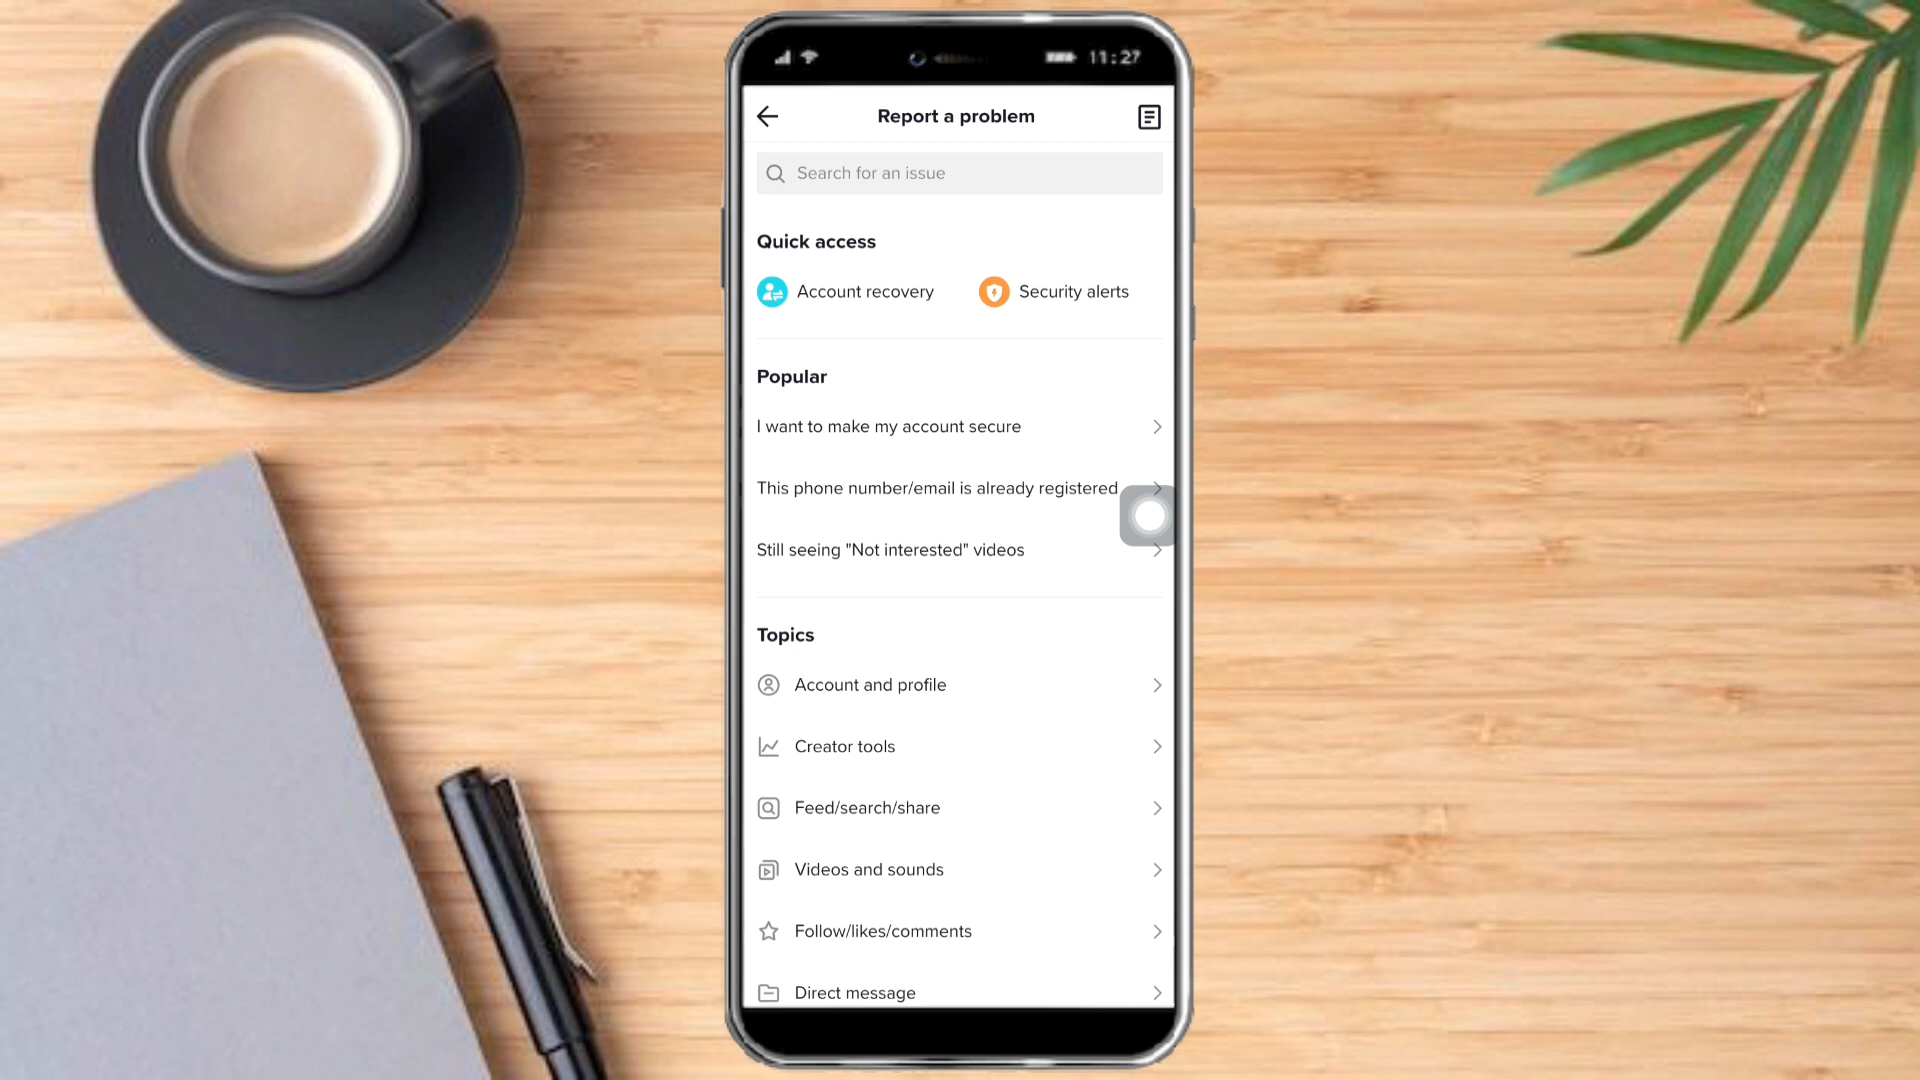 11:27
Report a problem
Search for an issue
Quick access
Account recovery
Security alerts
Popular
I want to make my account secure
This phone number/email is already registered
Still seeing "Not interested" videos
Topics
Account and profile
Creator tools
Feed/search/share
Videos and sounds
Follow/likes/comments
Direct message